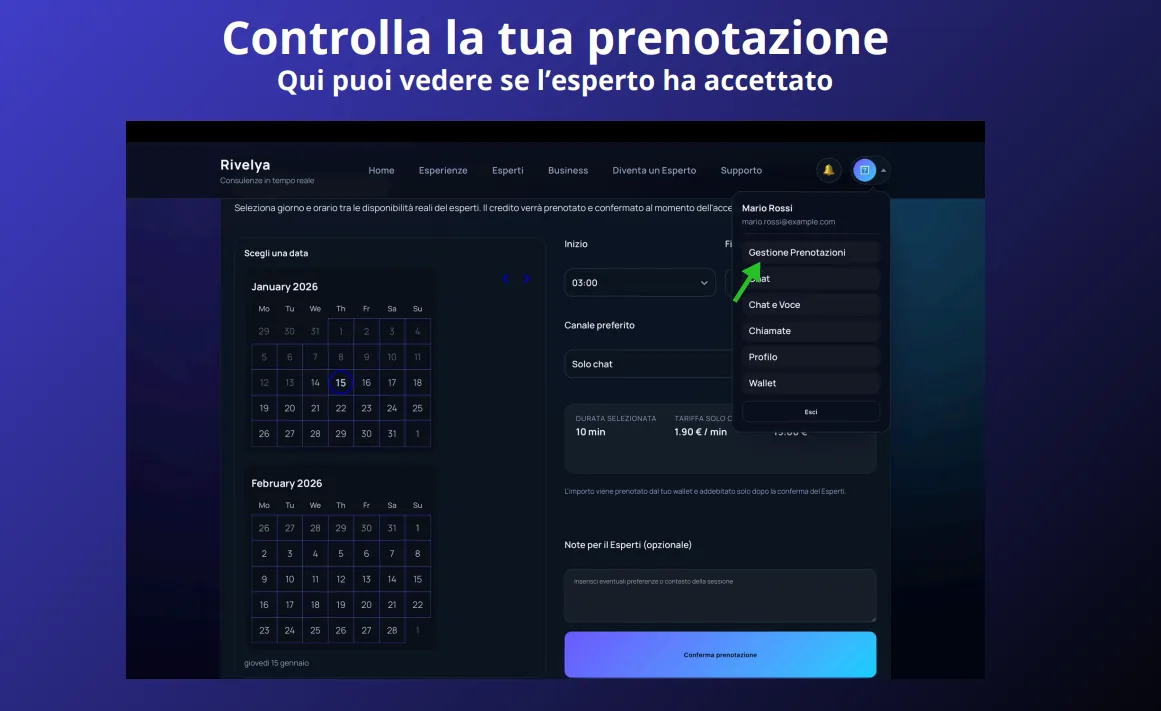 Controlla la tua prenotazione
Qui puoi vedere se l’esperto ha accettato
Rivelya
Consulenze in tempo reale
Home Esperienze Esperti Business Diventa un Esperto Supporto
Seleziona giorno e orario tra le disponibilità reali del esperti. Il credito verrà prenotato e confermato al momento dell'acce
Mario Rossi
mario.rossi@example.com
Gestione Prenotazioni
Chat e Voce
Chiamate
Profilo
Wallet
Esci
Scegli una data
January 2026
Mo Tu We Th Fr Sa Su
29 30 31 1 2 3 4
5 6 7 8 9 10 11
12 13 14 15 16 17 18
19 20 21 22 23 24 25
26 27 28 29 30 31 1
February 2026
Mo Tu We Th Fr Sa Su
26 27 28 29 30 31 1
2 3 4 5 6 7 8
9 10 11 12 13 14 15
16 17 18 19 20 21 22
23 24 25 26 27 28 1
giovedì 15 gennaio
Inizio
Fi
03:00
Canale preferito
Solo chat
DURATA SELEZIONATA TARIFFA SOLO C
10 min 1.90 € / min
L'importo viene prenotato dal tuo wallet e addebitato solo dopo la conferma del Esperti.
Note per il Esperti (opzionale)
Inserisci eventuali preferenze o contesto della sessione
Conferma prenotazione